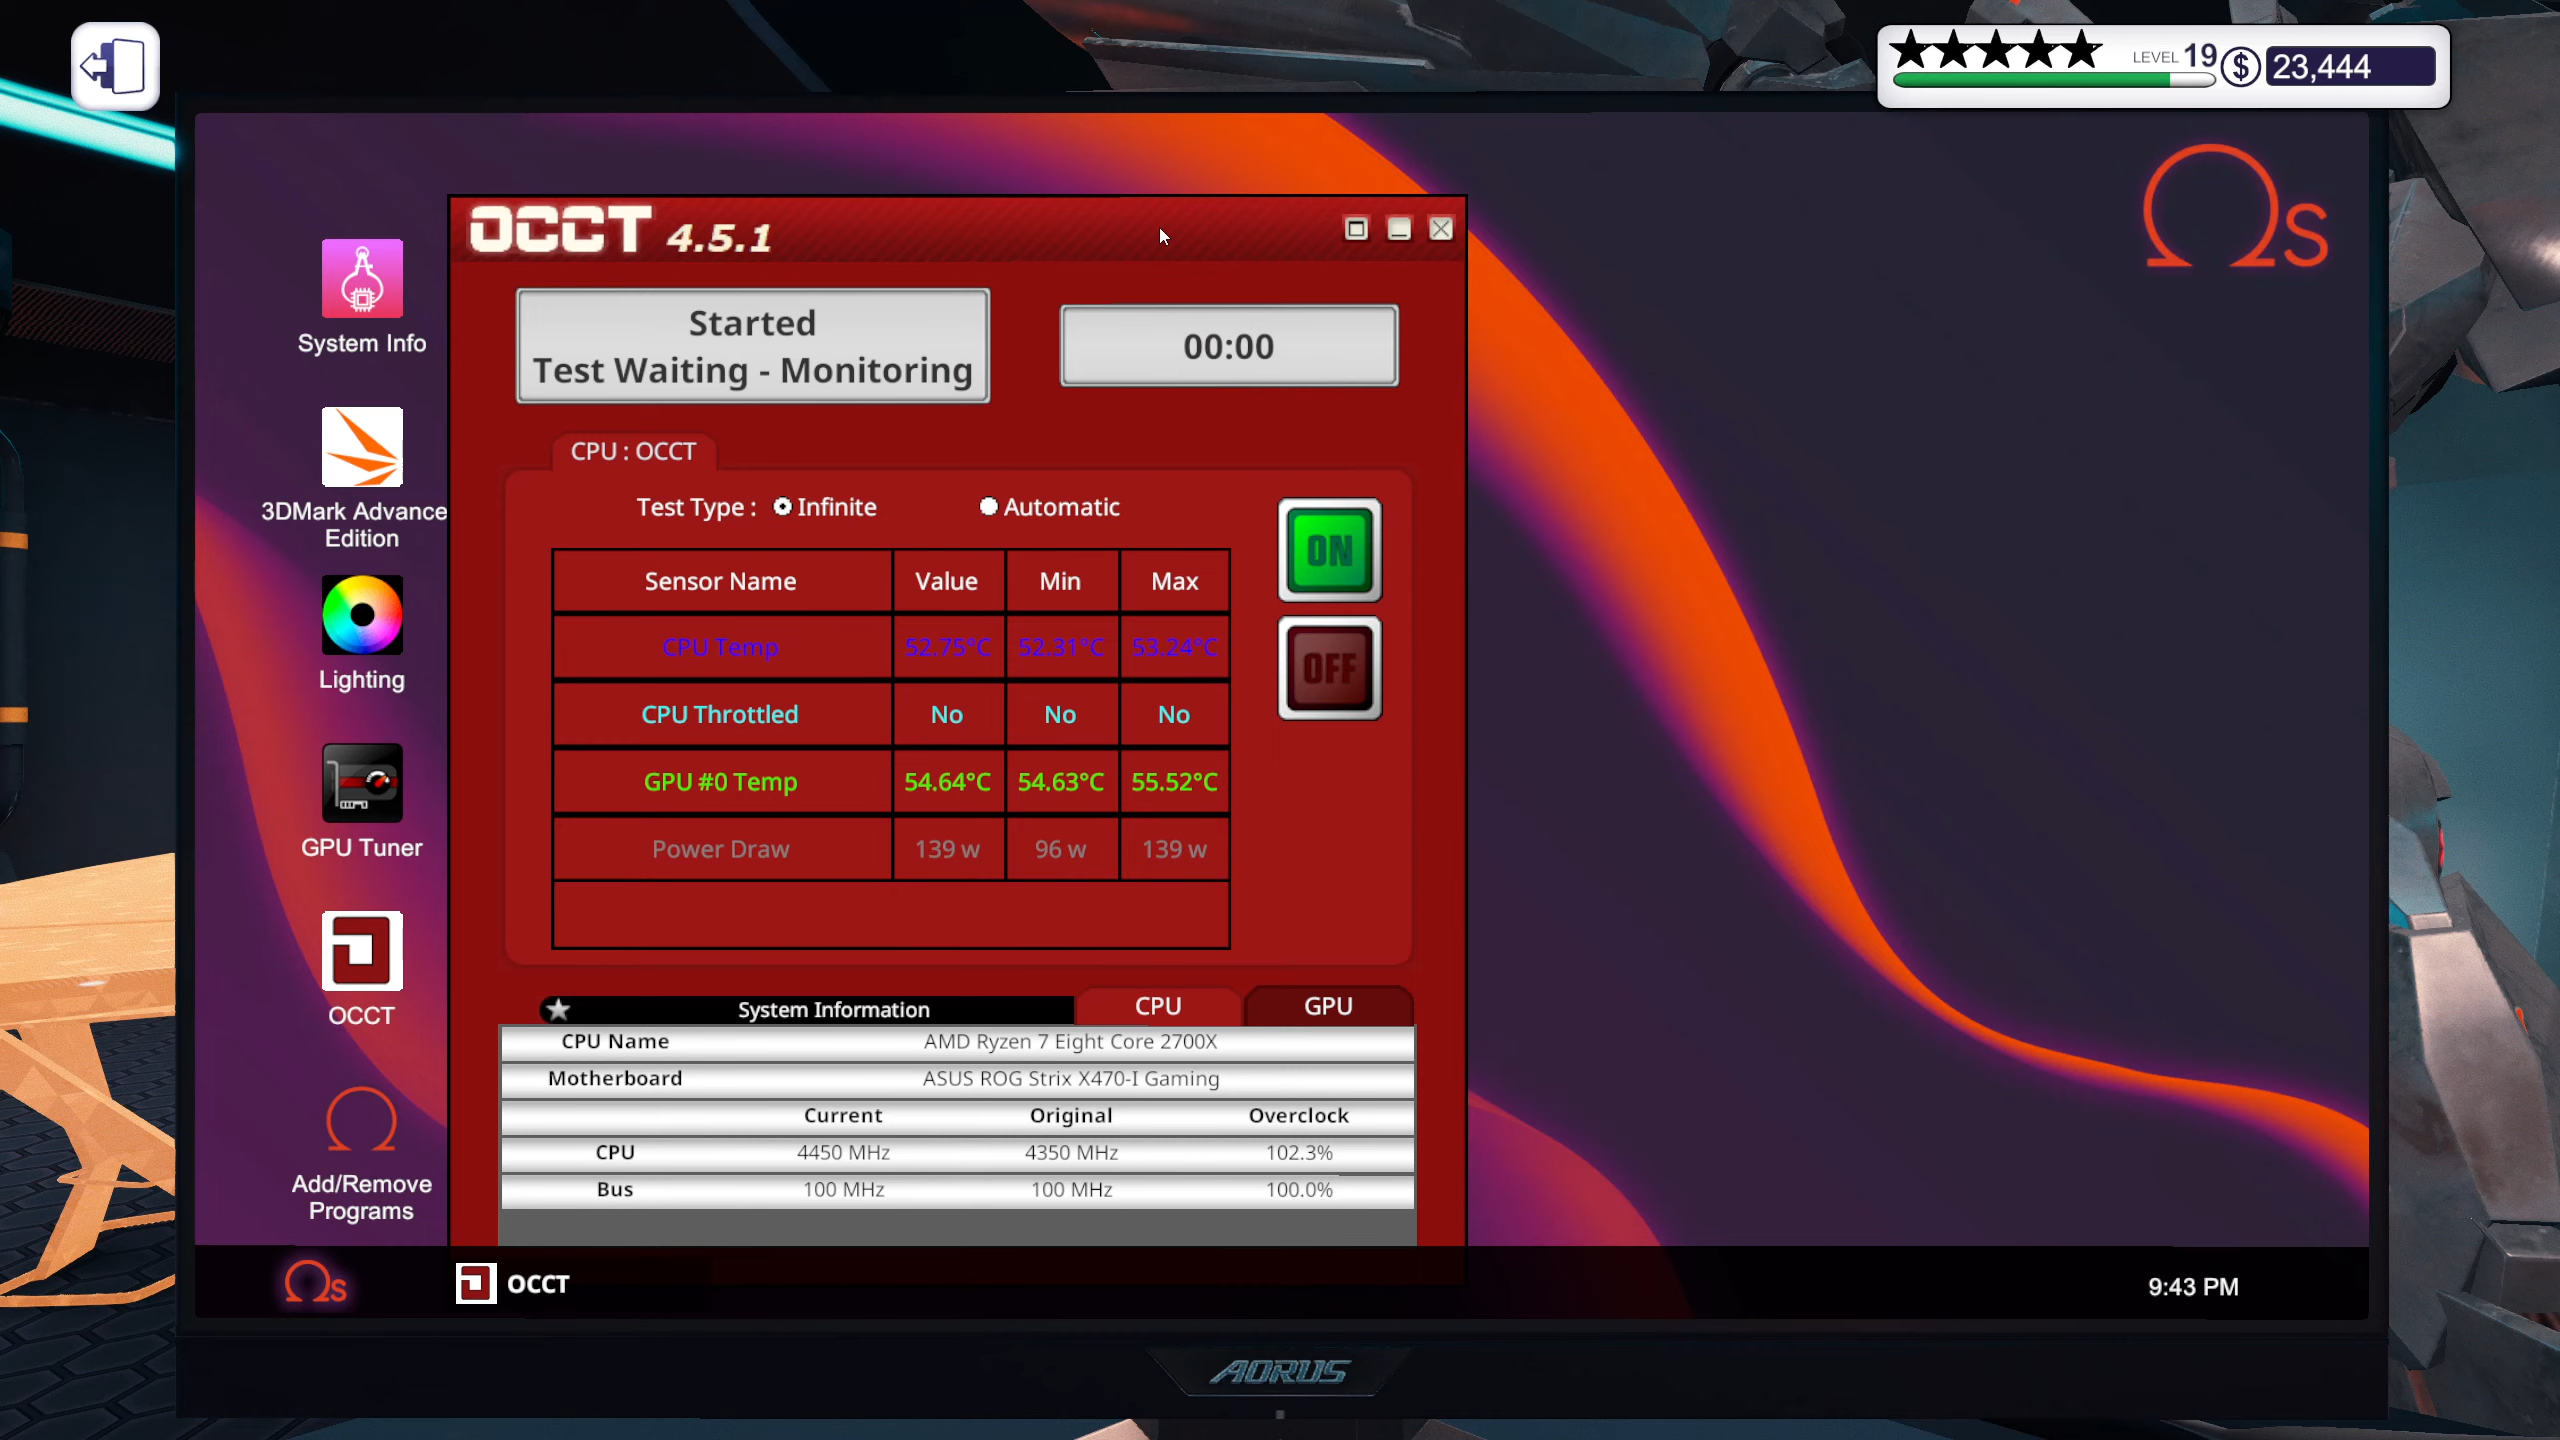 LEVEL 19 $ 23,444
Ωs
OCCT 4.5.1
System Info
3DMark Advance
Edition
Lighting
GPU Tuner
OCCT
Add/Remove
Programs
Started
Test Waiting - Monitoring
00:00
CPU : OCCT
Test Type : Infinite Automatic
ON
OFF
Sensor Name Value Min Max
CPU Temp 52.75°C 52.31°C 53.24°C
CPU Throttled No No No
GPU #0 Temp 54.64°C 54.63°C 55.52°C
Power Draw 139 w 96 w 139 w
System Information CPU GPU
CPU Name AMD Ryzen 7 Eight Core 2700X
Motherboard ASUS ROG Strix X470-I Gaming
Current Original Overclock
CPU 4450 MHz 4350 MHz 102.3%
Bus 100 MHz 100 MHz 100.0%
Ωs OCCT 9:43 PM
AORUS